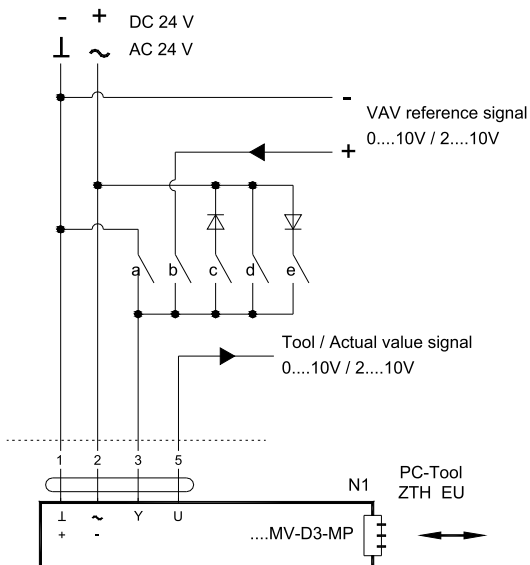 - + DC 24 V
⊥ ~ AC 24 V
-
VAV reference signal
+
0....10V / 2....10V
a b c d e
Tool / Actual value signal
0....10V / 2....10V
1 2 3 5
N1
PC-Tool
ZTH EU
⊥ ~ Y U
+ -
....MV-D3-MP